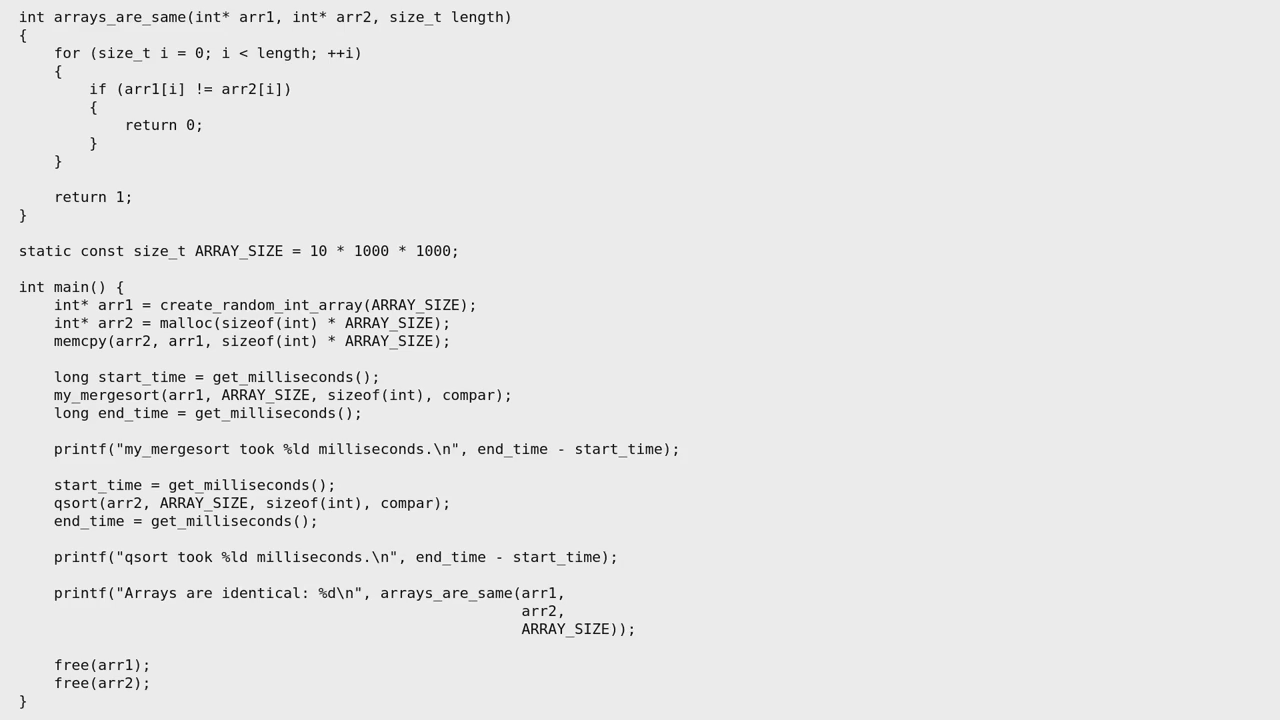 int arrays_are_same(int* arr1, int* arr2, size_t length)
{
    for (size_t i = 0; i < length; ++i)
    {
        if (arr1[i] != arr2[i])
        {
            return 0;
        }
    }

    return 1;
}

static const size_t ARRAY_SIZE = 10 * 1000 * 1000;

int main() {
    int* arr1 = create_random_int_array(ARRAY_SIZE);
    int* arr2 = malloc(sizeof(int) * ARRAY_SIZE);
    memcpy(arr2, arr1, sizeof(int) * ARRAY_SIZE);

    long start_time = get_milliseconds();
    my_mergesort(arr1, ARRAY_SIZE, sizeof(int), compar);
    long end_time = get_milliseconds();

    printf("my_mergesort took %ld milliseconds.\n", end_time - start_time);

    start_time = get_milliseconds();
    qsort(arr2, ARRAY_SIZE, sizeof(int), compar);
    end_time = get_milliseconds();

    printf("qsort took %ld milliseconds.\n", end_time - start_time);

    printf("Arrays are identical: %d\n", arrays_are_same(arr1,
                                                         arr2,
                                                         ARRAY_SIZE));

    free(arr1);
    free(arr2);
}